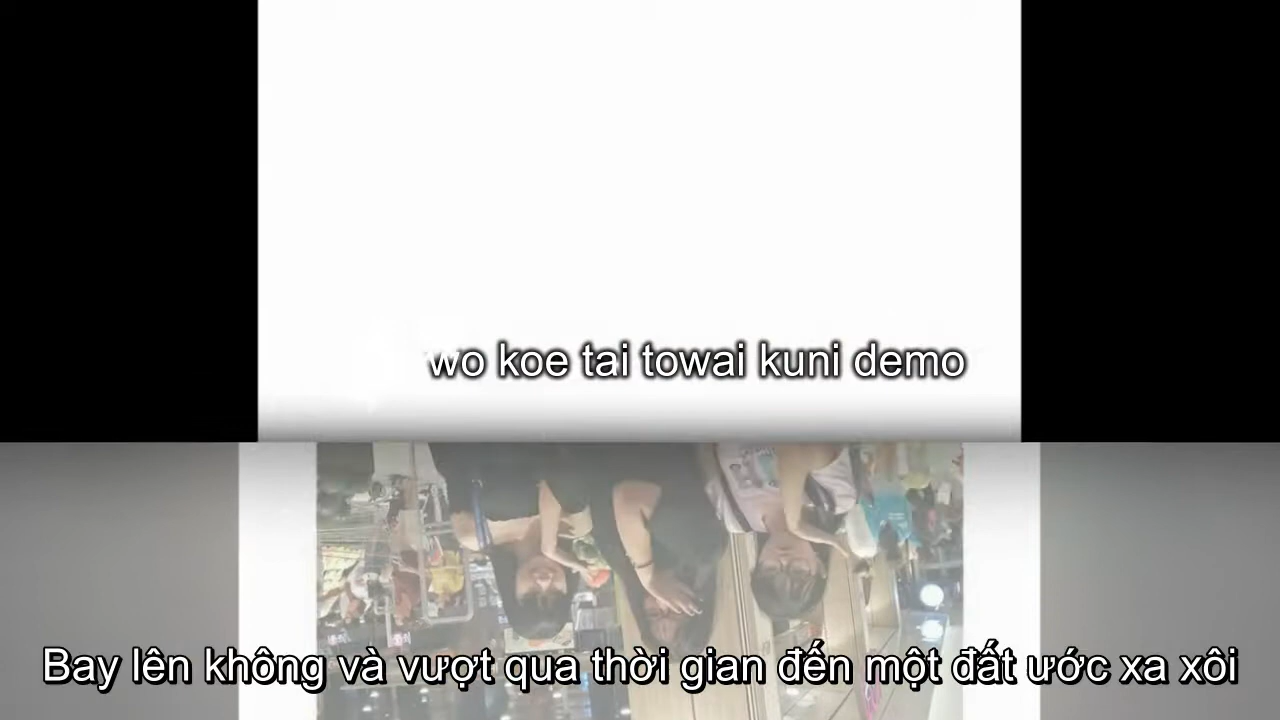 wo koe tai towai kuni demo
Bay lên không và vượt qua thời gian đến một đất ước xa xôi